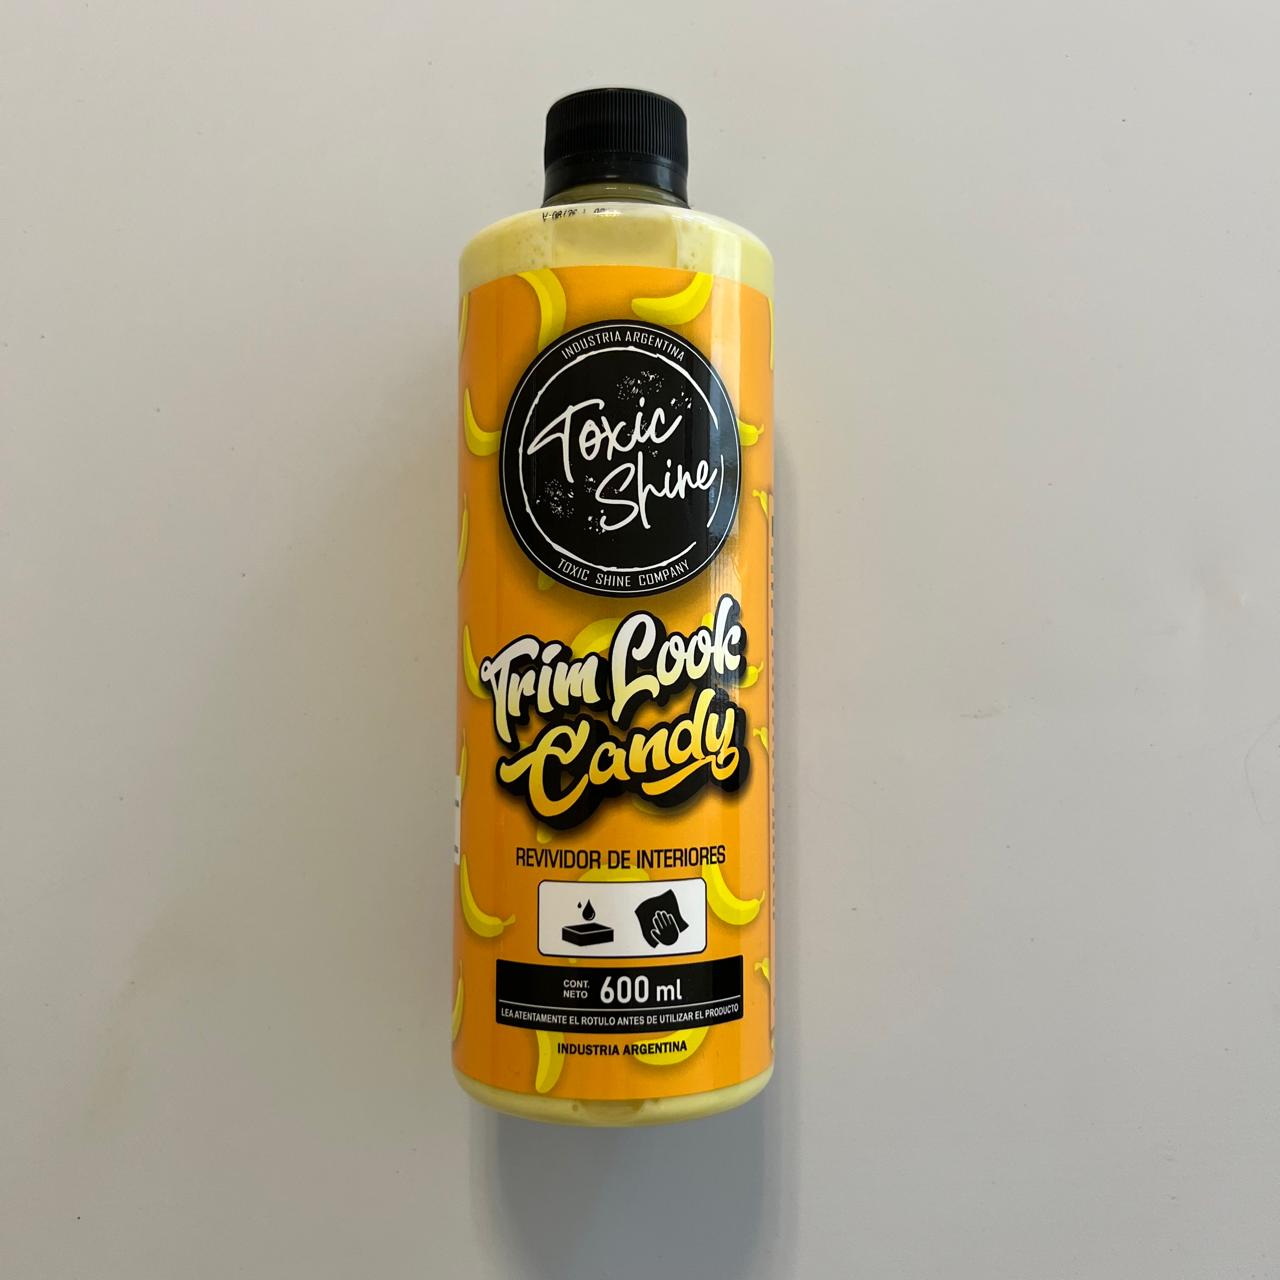 INDUSTRIA ARGENTINA
Toxic
Shine
TOXIC SHINE COMPANY
Trim Look
Candy
REVIVIDOR DE INTERIORES
CONT.
NETO 600 ml
LEA ATENTAMENTE EL ROTULO ANTES DE UTILIZAR EL PRODUCTO
INDUSTRIA ARGENTINA